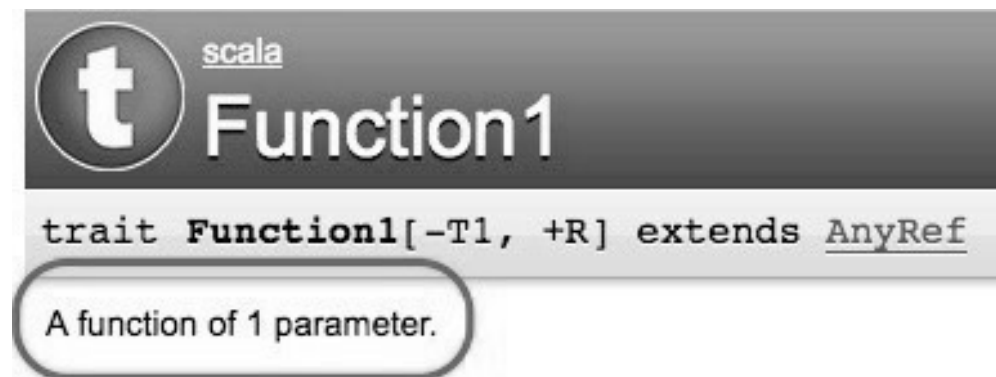 t
scala
Function1
trait Function1[-T1, +R] extends AnyRef
A function of 1 parameter.